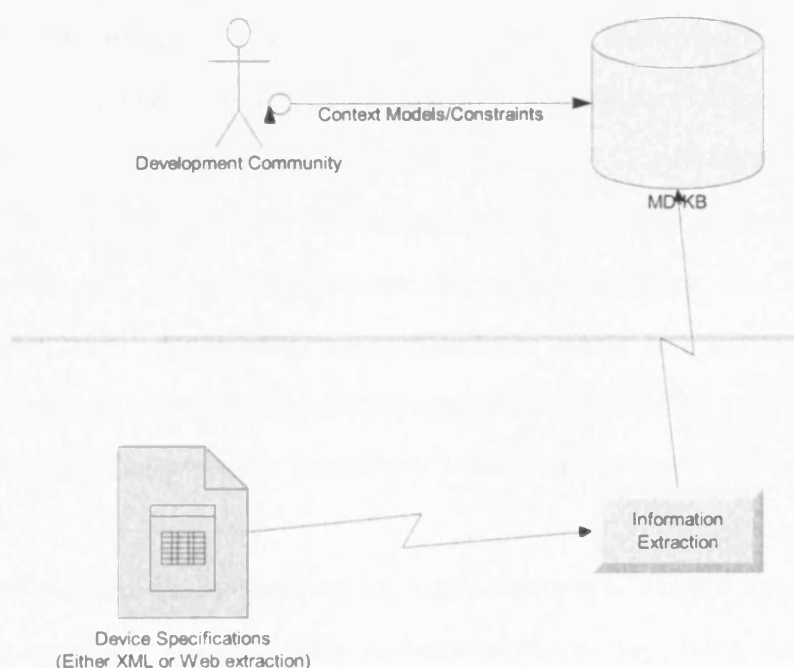 Context Models/Constraints
Development Community
MD-KB
Information
Extraction
Device Specifications
(Either XML or Web extraction)